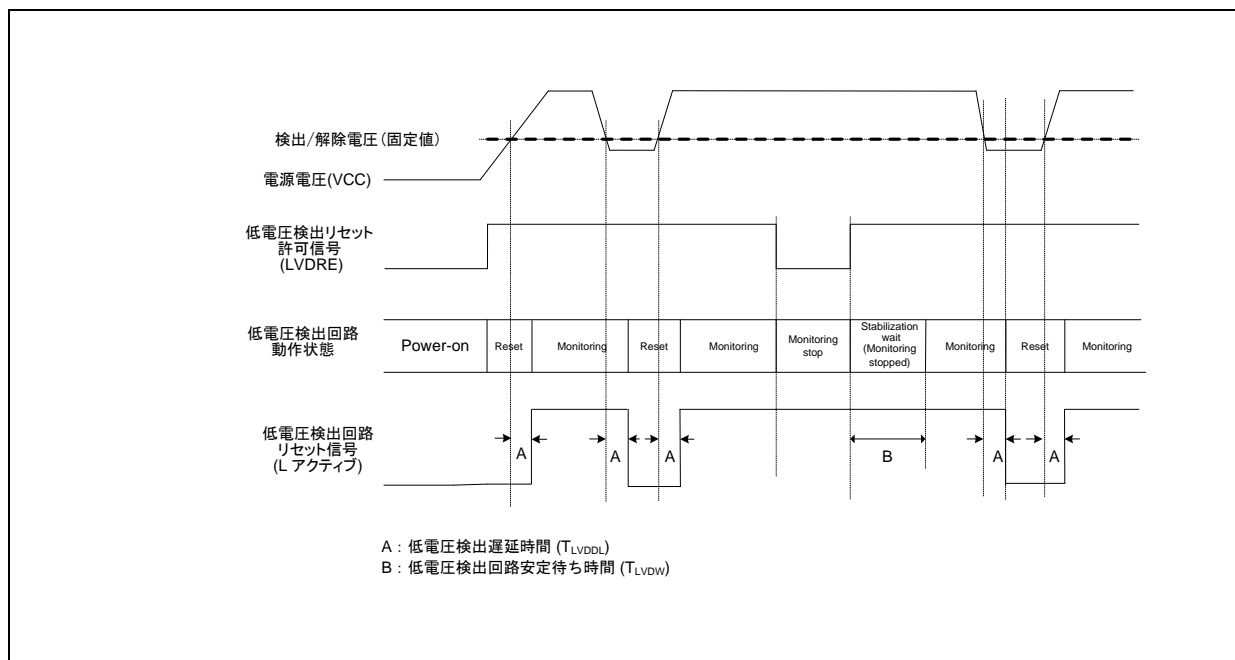 検出/解除電圧(固定値)
電源電圧(VCC)
低電圧検出リセット
許可信号
(LVDRE)
低電圧検出回路
動作状態
Power-on
Reset
Monitoring
Reset
Monitoring
Monitoring
stop
Stabilization
wait
(Monitoring
stopped)
Monitoring
Reset
Monitoring
低電圧検出回路
リセット信号
(L アクティブ)
A
A
A
B
A
A
A : 低電圧検出遅延時間 (TLVDDL)
B : 低電圧検出回路安定待ち時間 (TLVDW)